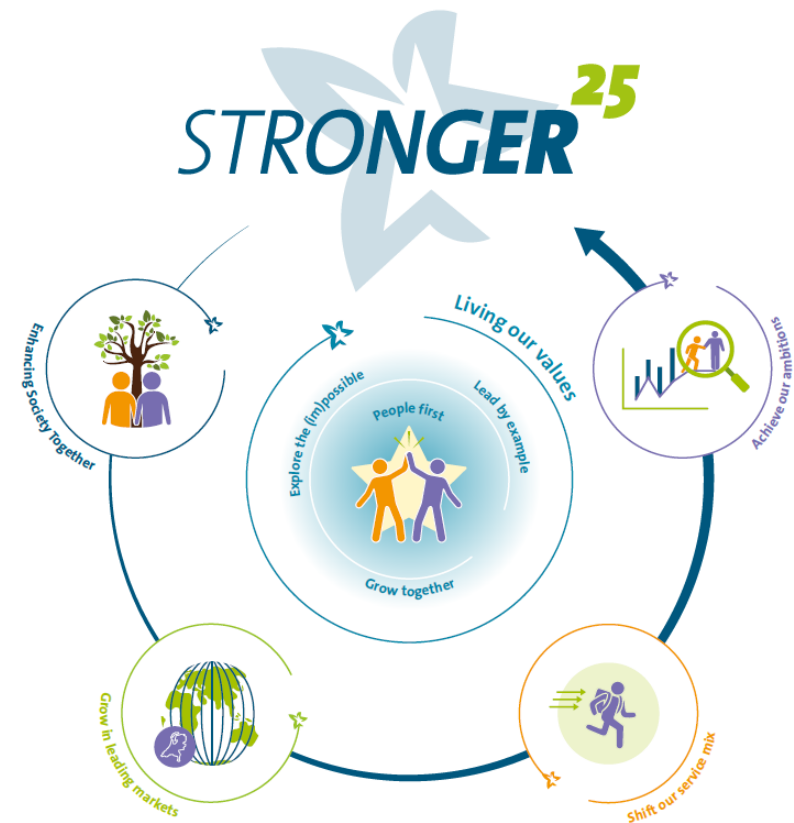 STRONGER 25
Living our values
Explore the (im)possible
People first
Lead by example
Grow together
Enhancing Society Together
Grow in leading markets
Shift our service mix
Achieve our ambitions